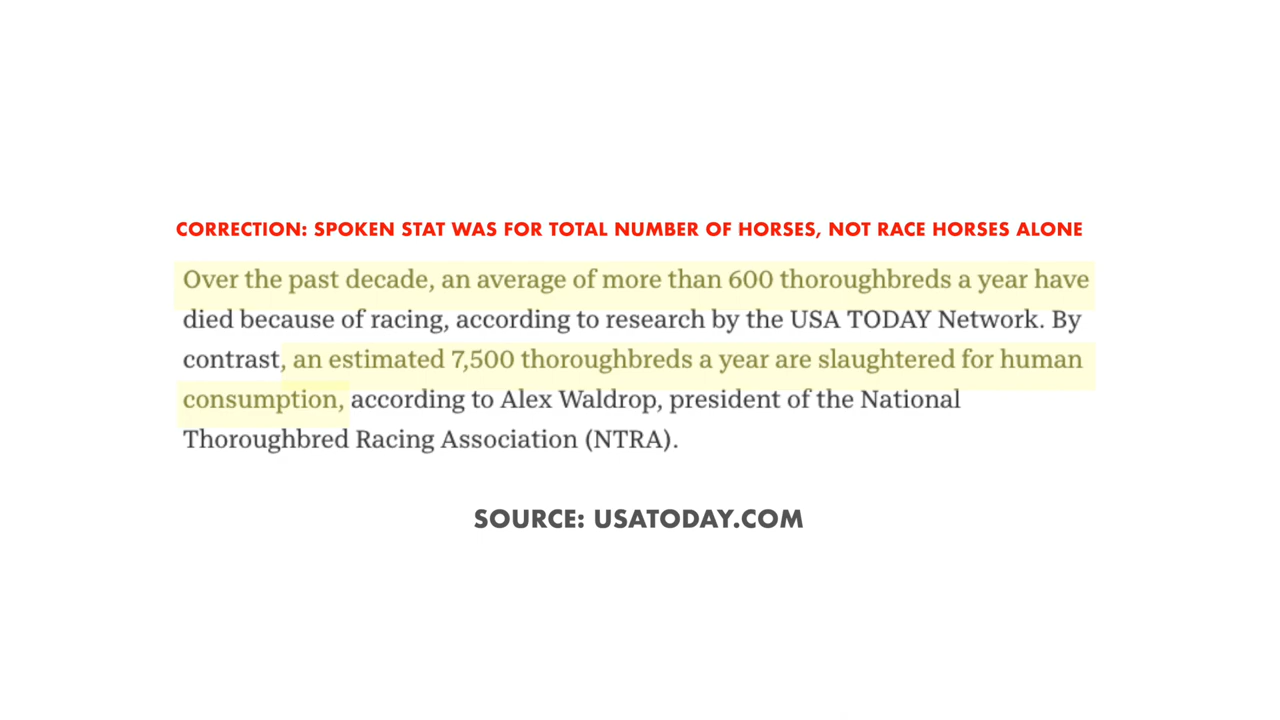 CORRECTION: SPOKEN STAT WAS FOR TOTAL NUMBER OF HORSES, NOT RACE HORSES ALONE
Over the past decade, an average of more than 600 thoroughbreds a year have
died because of racing, according to research by the USA TODAY Network. By
contrast, an estimated 7,500 thoroughbreds a year are slaughtered for human
consumption, according to Alex Waldrop, president of the National
Thoroughbred Racing Association (NTRA).
SOURCE: USATODAY.COM